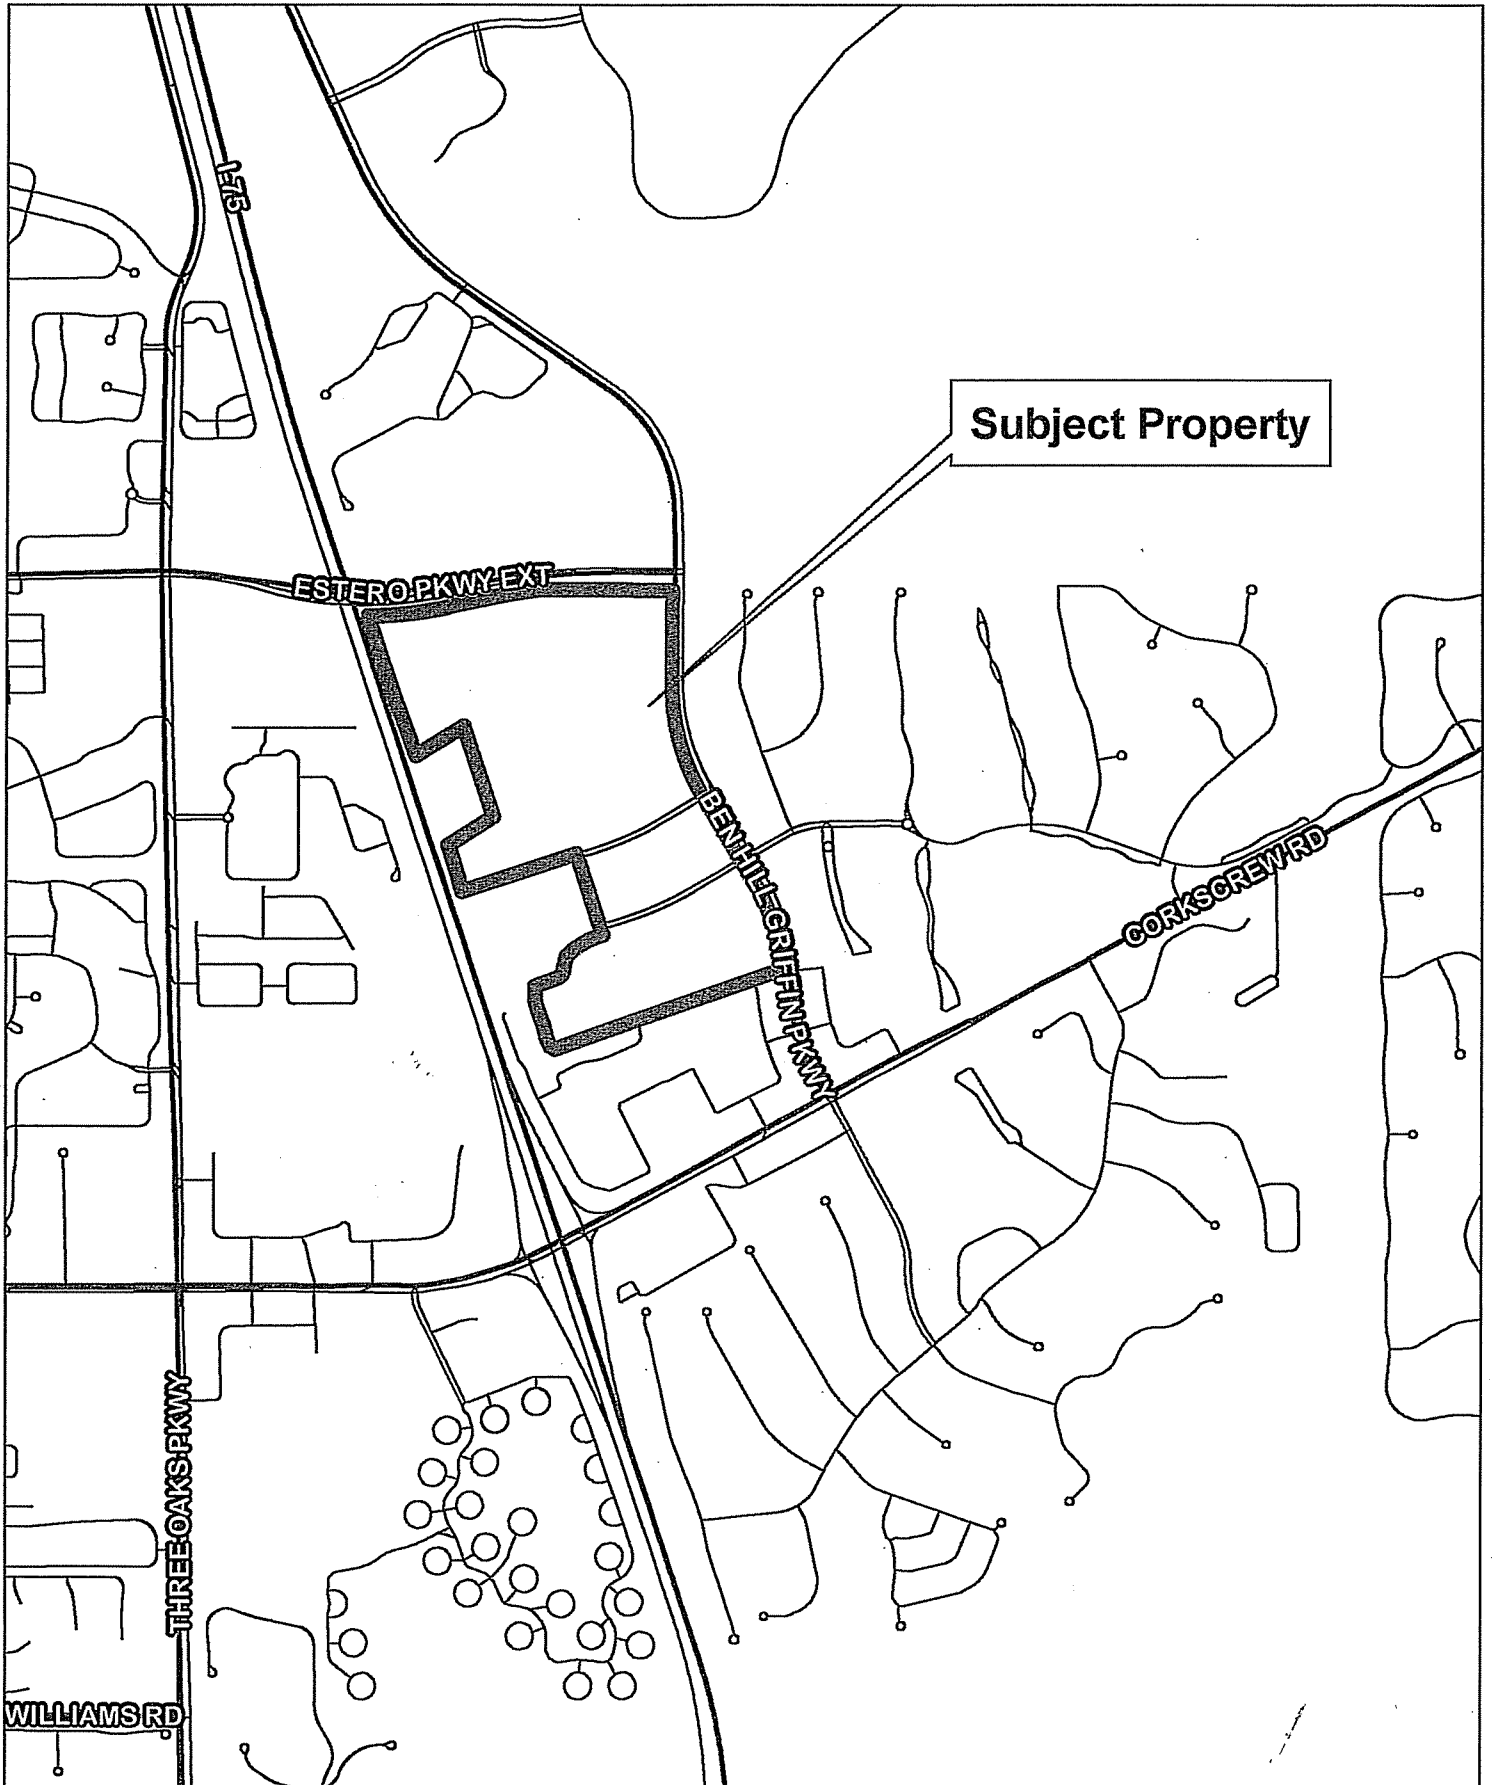 I-75
Subject Property
ESTERO PKWY EXT
BEN HILL GRIFFIN PKWY
CORKSCREW RD
THREE OAKS PKWY
WILLIAMS RD